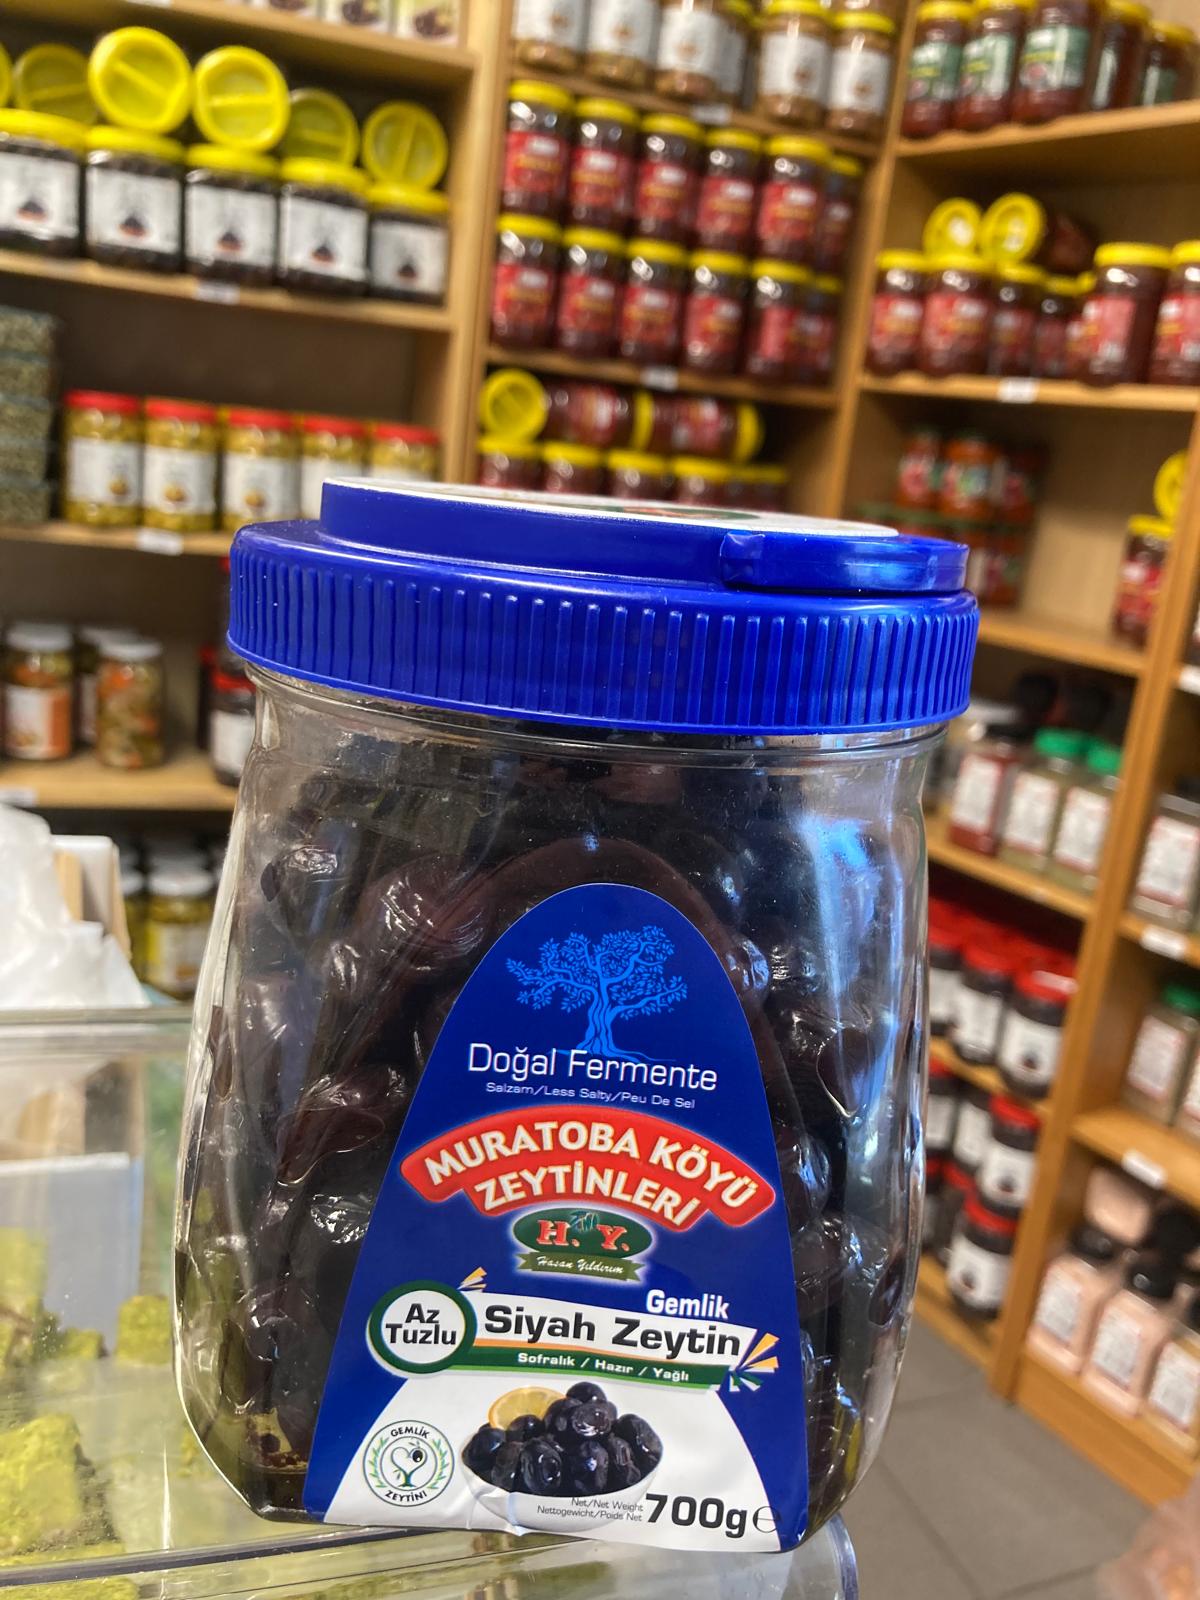 Doğal Fermente
Salzam/Less Salty/Peu De Sel
MURATOBA KÖYÜ
ZEYTİNLERİ
H.Y.
Hasan Yıldırım
Gemlik
Az
Tuzlu
Siyah Zeytin
Sofralık / Hazır / Yağlı
GEMLİK
ZEYTİNİ
Net/Net Weight
Nettogewicht/Poids Net
700g e